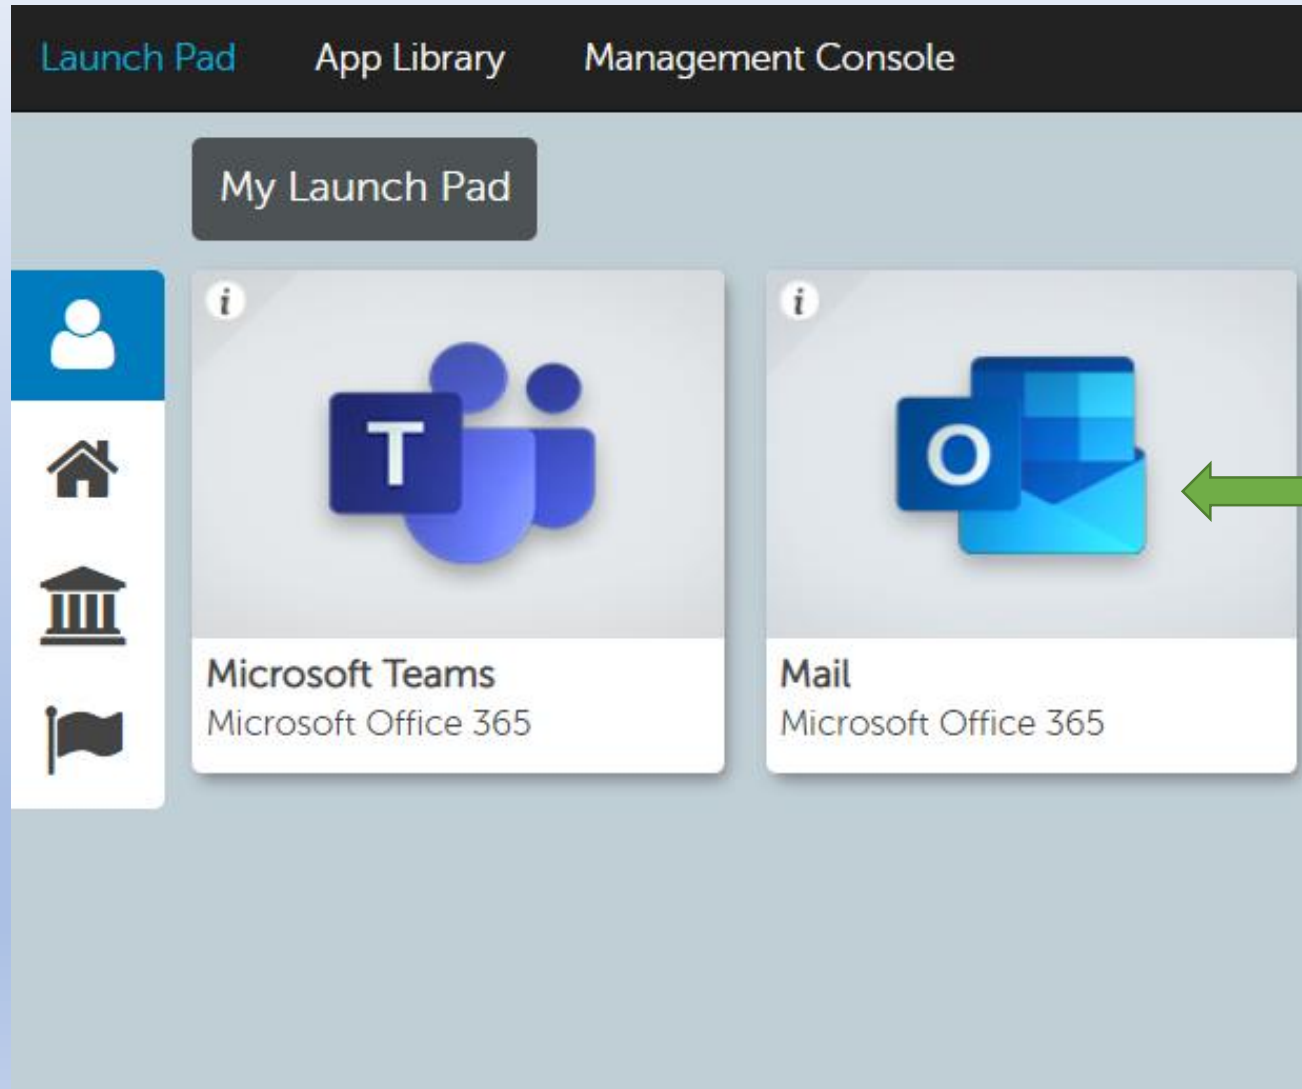 Launch Pad App Library Management Console
My Launch Pad
i i
T O
Microsoft Teams Mail
Microsoft Office 365 Microsoft Office 365